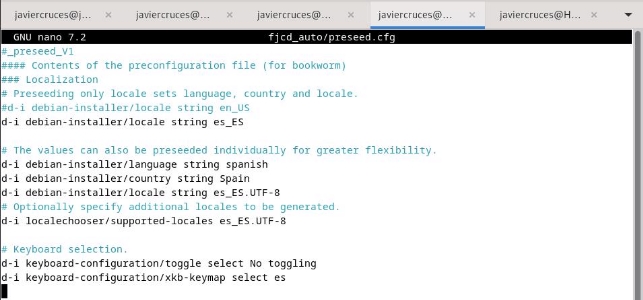 javiercruces@j...
javiercruces@...
javiercruces@...
javiercruces@...
javiercruces@H...
GNU nano 7.2 fjcd_auto/preseed.cfg
#_preseed_V1
#### Contents of the preconfiguration file (for bookworm)
### Localization
# Preseeding only locale sets language, country and locale.
#d-i debian-installer/locale string en_US
d-i debian-installer/locale string es_ES
# The values can also be preseeded individually for greater flexibility.
d-i debian-installer/language string spanish
d-i debian-installer/country string Spain
d-i debian-installer/locale string es_ES.UTF-8
# Optionally specify additional locales to be generated.
d-i localechooser/supported-locales es_ES.UTF-8
# Keyboard selection.
d-i keyboard-configuration/toggle select No toggling
d-i keyboard-configuration/xkb-keymap select es